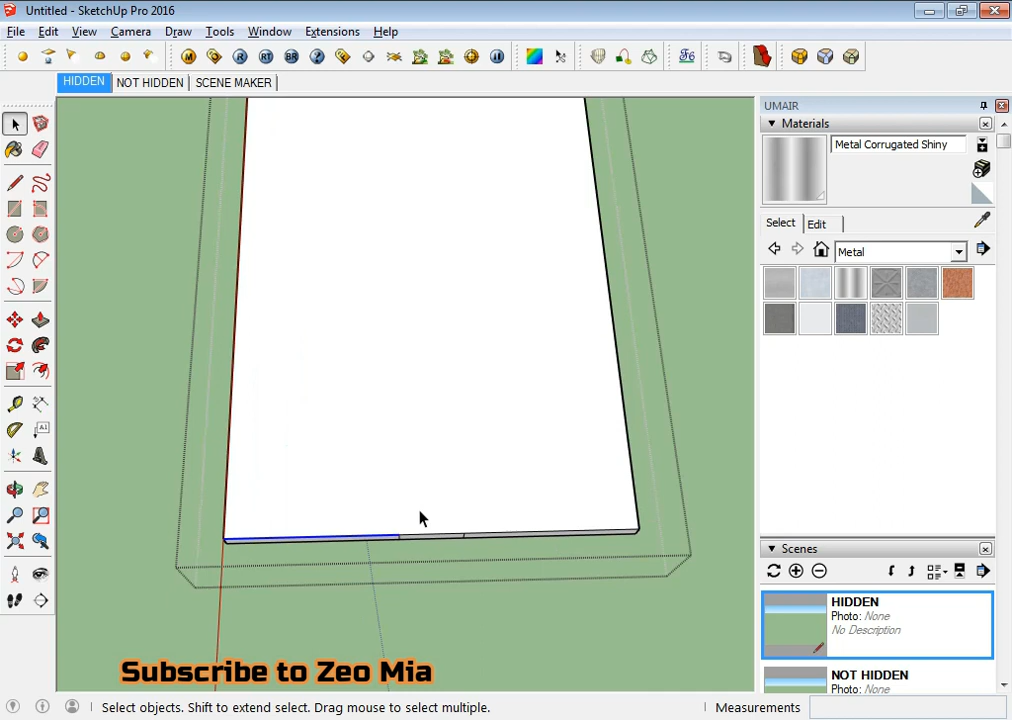 Untitled - SketchUp Pro 2016
File Edit View Camera Draw Tools Window Extensions Help
HIDDEN NOT HIDDEN SCENE MAKER
UMAIR
Materials
Metal Corrugated Shiny
Select Edit
Metal
Scenes
HIDDEN
Photo: None
No Description
NOT HIDDEN
Photo: None
Subscribe to Zeo Mia
Select objects. Shift to extend select. Drag mouse to select multiple.
Measurements